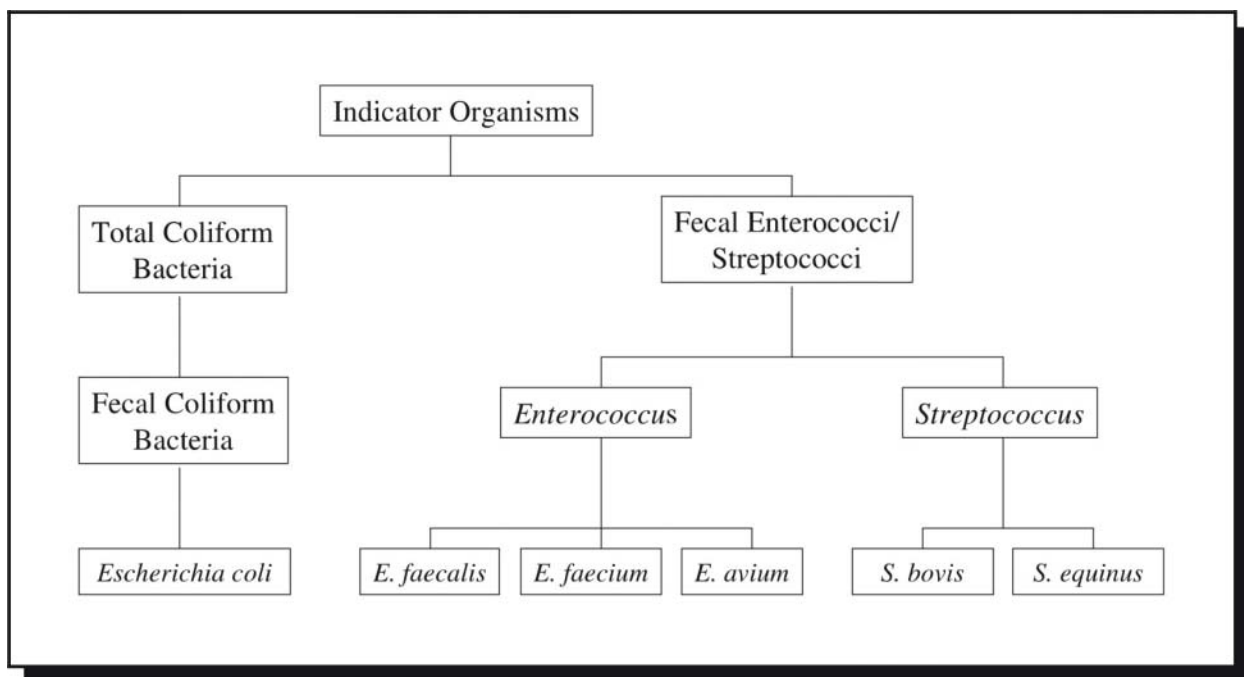 Indicator Organisms
Total Coliform
Bacteria
Fecal Enterococci/
Streptococci
Fecal Coliform
Bacteria
Enterococcus
Streptococcus
Escherichia coli
E. faecalis
E. faecium
E. avium
S. bovis
S. equinus